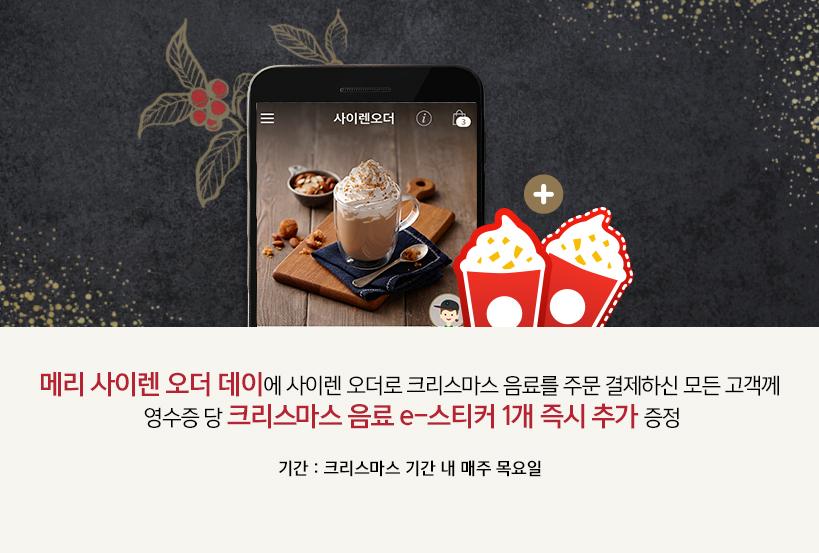 사이렌오더
i
3
메리 사이렌 오더 데이에 사이렌 오더로 크리스마스 음료를 주문 결제하신 모든 고객께
영수증 당 크리스마스 음료 e-스티커 1개 즉시 추가 증정
기간 : 크리스마스 기간 내 매주 목요일